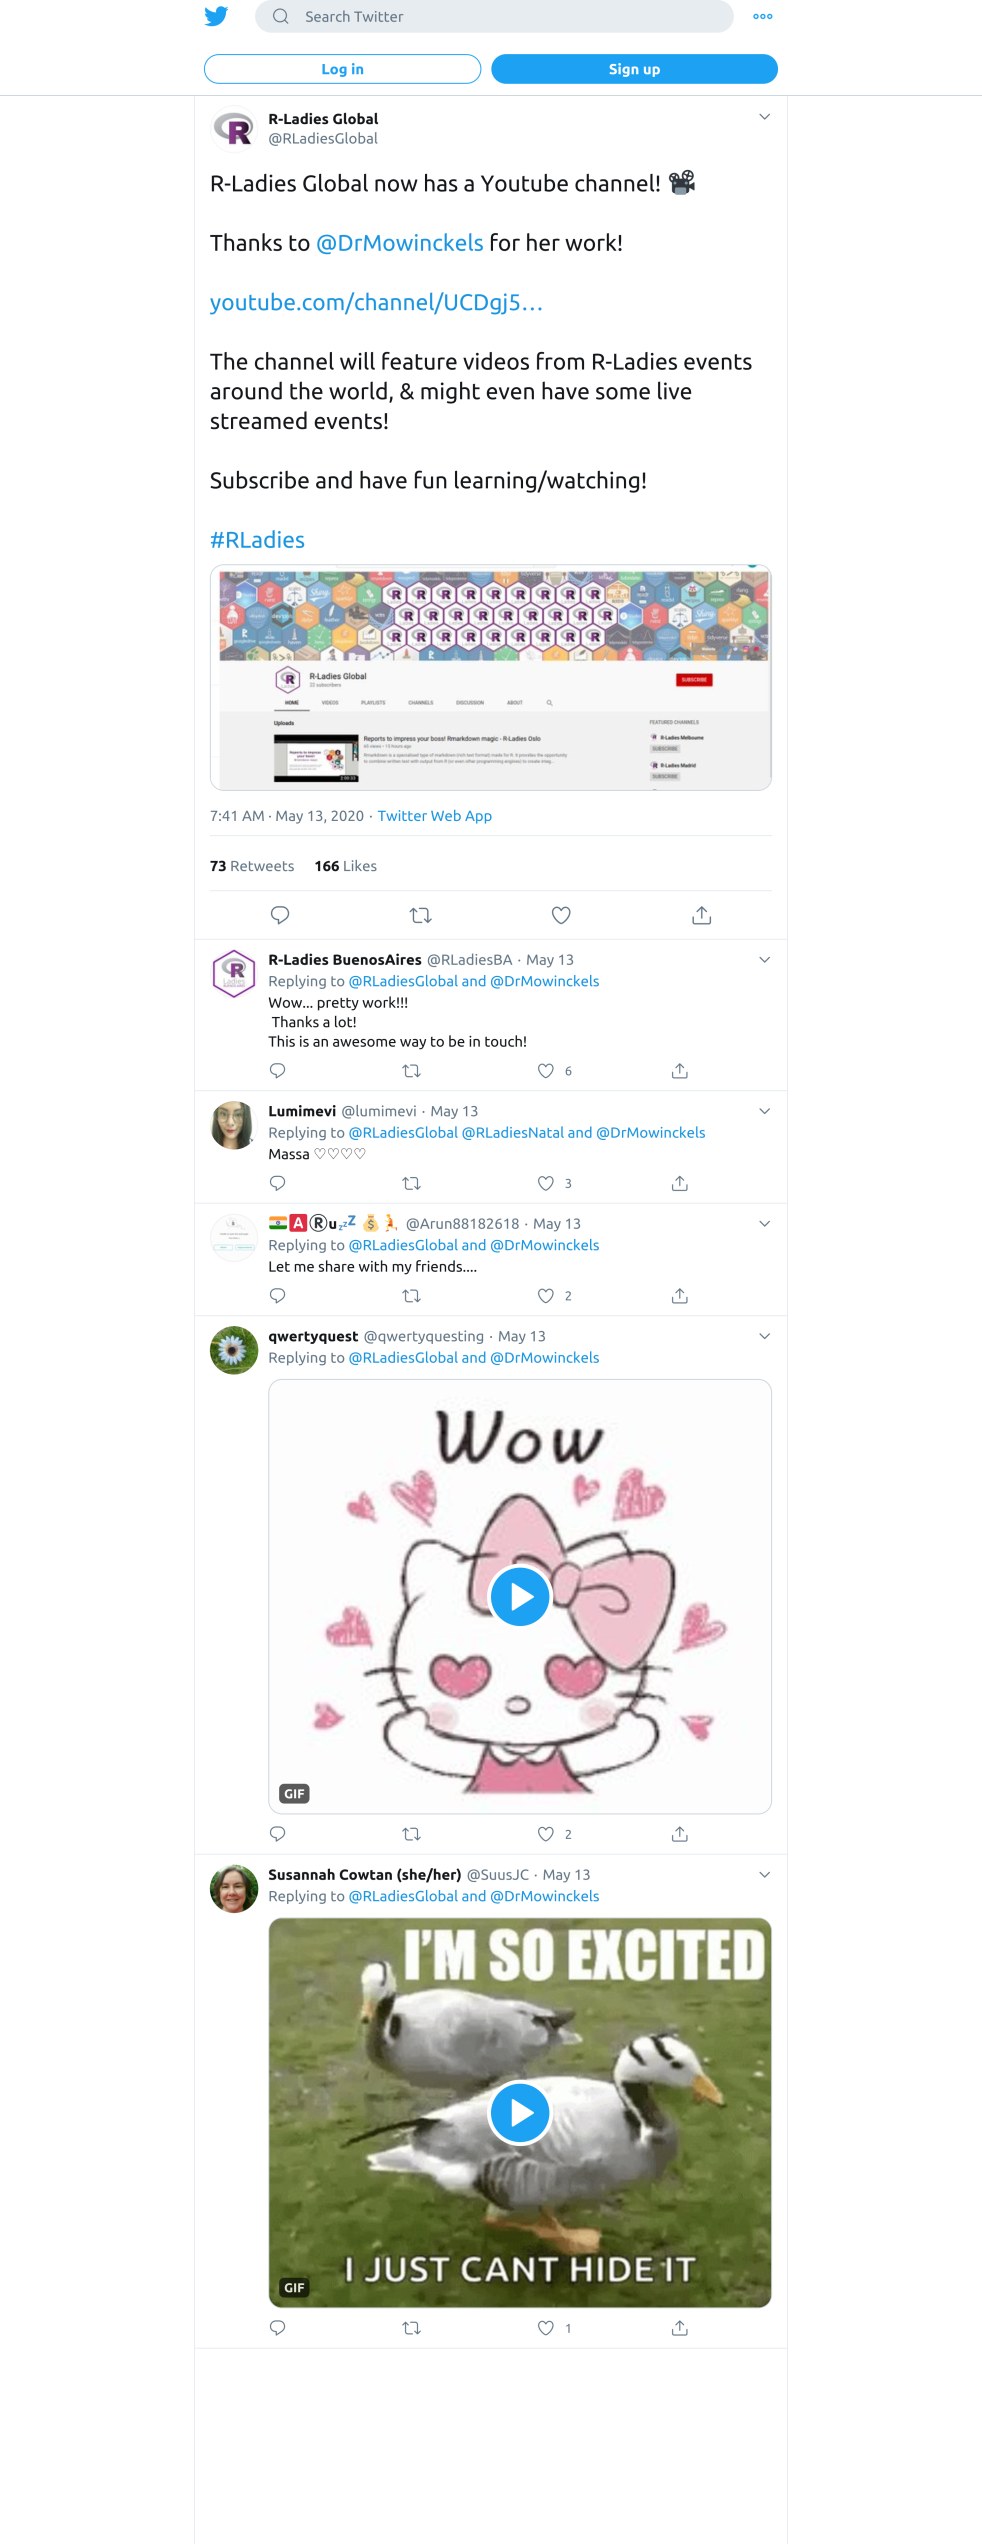 Search Twitter
Log in
Sign up
R-Ladies Global
@RLadiesGlobal
R-Ladies Global now has a Youtube channel!
Thanks to @DrMowinckels for her work!
youtube.com/channel/UCDgj5…
The channel will feature videos from R-Ladies events
around the world, & might even have some live
streamed events!
Subscribe and have fun learning/watching!
#RLadies
R-Ladies Global
22 subscribers
SUBSCRIBE
HOME VIDEOS PLAYLISTS CHANNELS DISCUSSION ABOUT
Uploads
FEATURED CHANNELS
Reports to impress your boss! Rmarkdown magic - R-Ladies Oslo
R-Ladies Melbourne
SUBSCRIBE
R-Ladies Madrid
SUBSCRIBE
7:41 AM · May 13, 2020 · Twitter Web App
73 Retweets 166 Likes
R-Ladies BuenosAires @RLadiesBA · May 13
Replying to @RLadiesGlobal and @DrMowinckels
Wow... pretty work!!!
Thanks a lot!
This is an awesome way to be in touch!
6
Lumimevi @lumimevi · May 13
Replying to @RLadiesGlobal @RLadiesNatal and @DrMowinckels
Massa ♡♡♡♡
3
🇮🇳🅰®u💤💰💃 @Arun88182618 · May 13
Replying to @RLadiesGlobal and @DrMowinckels
Let me share with my friends....
2
qwertyquest @qwertyquesting · May 13
Replying to @RLadiesGlobal and @DrMowinckels
Wow
GIF
2
Susannah Cowtan (she/her) @SuusJC · May 13
Replying to @RLadiesGlobal and @DrMowinckels
I'M SO EXCITED
I JUST CANT HIDE IT
GIF
1